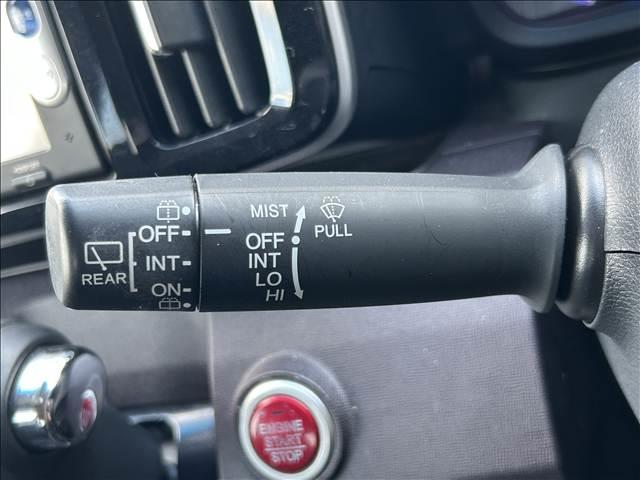 MIST
OFF
INT
LO
HI
PULL
OFF
INT
ON
REAR
ENGINE
START
STOP